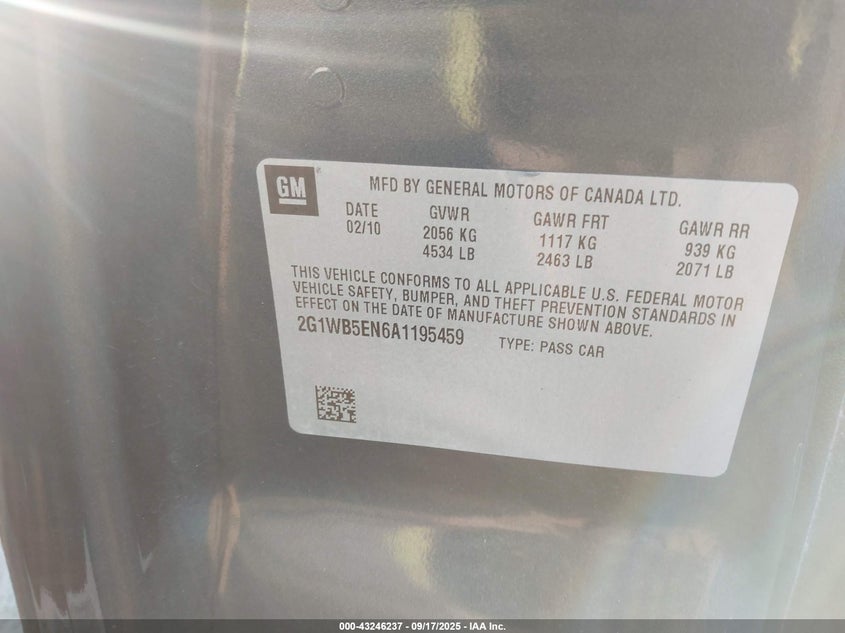 GM
MFD BY GENERAL MOTORS OF CANADA LTD.
DATE GVWR GAWR FRT GAWR RR
02/10 2056 KG 1117 KG 939 KG
4534 LB 2463 LB 2071 LB
THIS VEHICLE CONFORMS TO ALL APPLICABLE U.S. FEDERAL MOTOR
VEHICLE SAFETY, BUMPER, AND THEFT PREVENTION STANDARDS IN
EFFECT ON THE DATE OF MANUFACTURE SHOWN ABOVE.
2G1WB5EN6A1195459 TYPE: PASS CAR
000-43246237 - 09/17/2025 - IAA Inc.